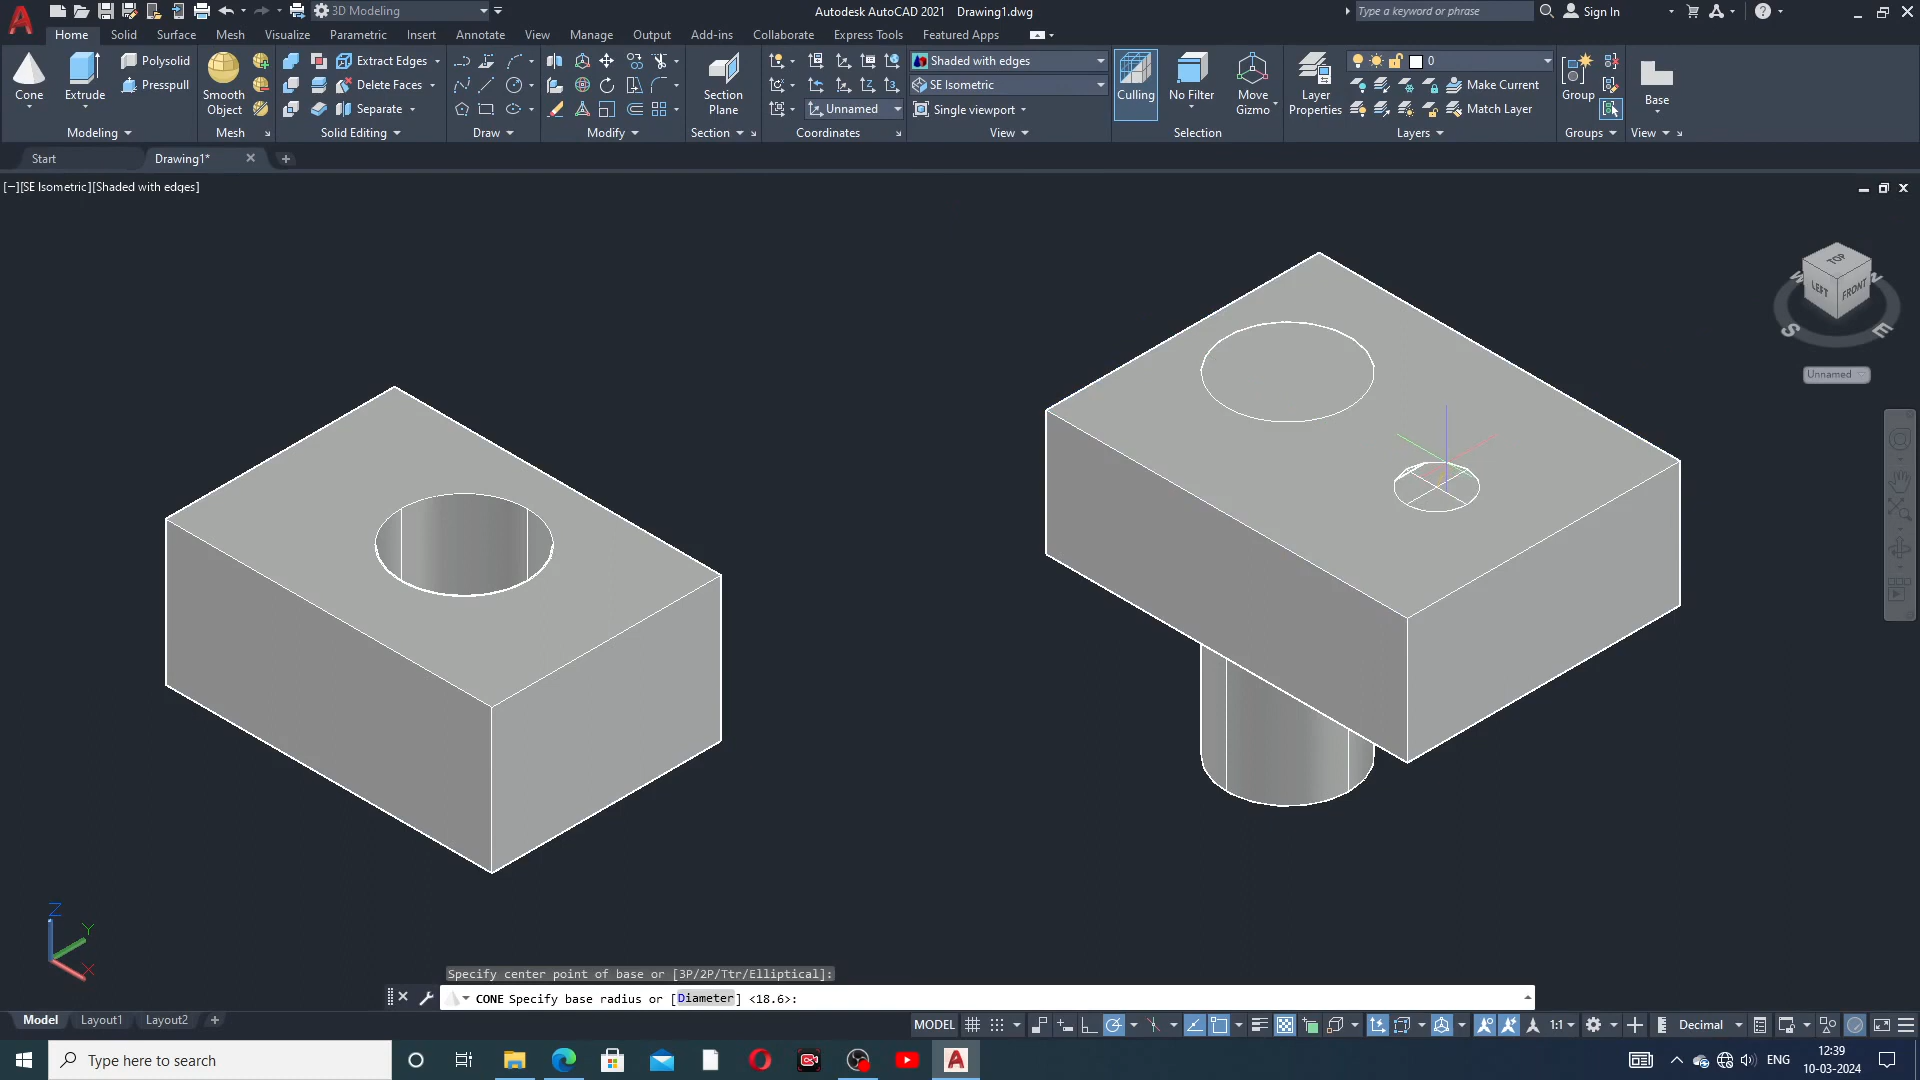 3D Modeling
Autodesk AutoCAD 2021 Drawing1.dwg
Type a keyword or phrase
Sign In
Home Solid Surface Mesh Visualize Parametric Insert Annotate View Manage Output Add-ins Collaborate Express Tools Featured Apps
Cone
Extrude
Polysolid
Presspull
Modeling
Smooth Object
Mesh
Extract Edges
Delete Faces
Separate
Solid Editing
Draw
Modify
Section Plane
Section
Unnamed
Coordinates
Shaded with edges
SE Isometric
Single viewport
View
Culling
No Filter
Move Gizmo
Selection
Layer Properties
0
Make Current
Match Layer
Layers
Group
Groups
Base
View
Start
Drawing1*
[−][SE Isometric][Shaded with edges]
TOP
LEFT
FRONT
W
N
S
E
Unnamed
Z
Y
X
Specify center point of base or [3P/2P/Ttr/Elliptical]:
CONE Specify base radius or [Diameter] <18.6>:
Model Layout1 Layout2
MODEL
1:1
Decimal
Type here to search
ENG
12:39
10-03-2024